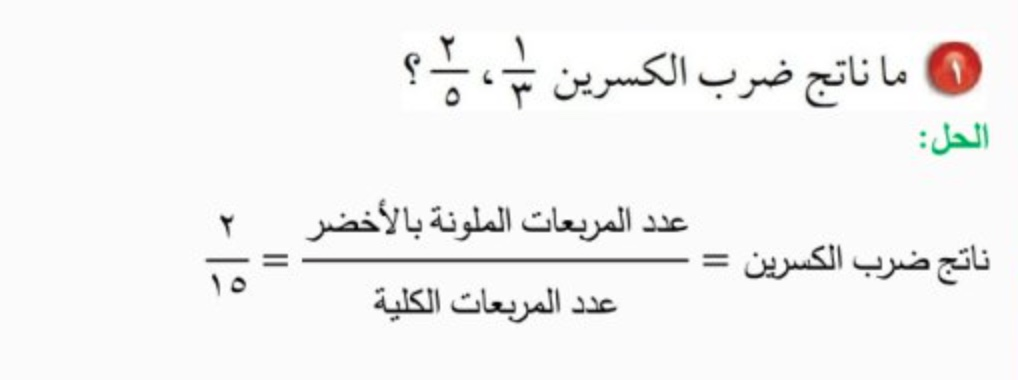 ١ ما ناتج ضرب الكسرين ١/٣ ، ٢/٥ ؟
الحل:
ناتج ضرب الكسرين = عدد المربعات الملونة بالأخضر / عدد المربعات الكلية = ٢/١٥